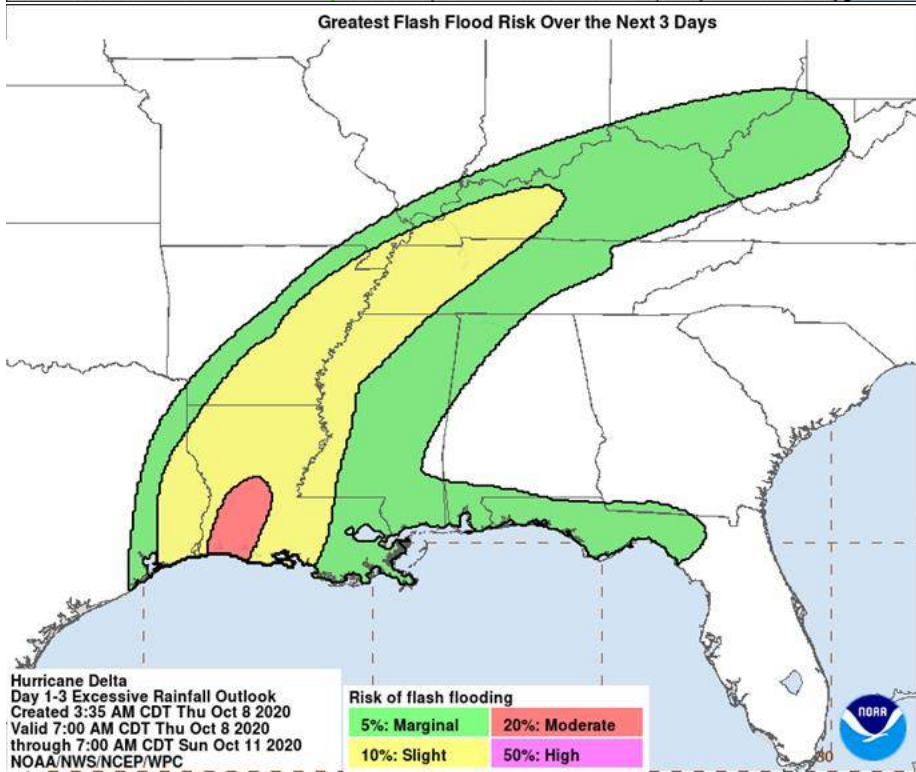 Greatest Flash Flood Risk Over the Next 3 Days
Hurricane Delta
Day 1-3 Excessive Rainfall Outlook
Created 3:35 AM CDT Thu Oct 8 2020
Valid 7:00 AM CDT Thu Oct 8 2020
through 7:00 AM CDT Sun Oct 11 2020
NOAA/NWS/NCEP/WPC
Risk of flash flooding
5%: Marginal
20%: Moderate
10%: Slight
50%: High
NOAA